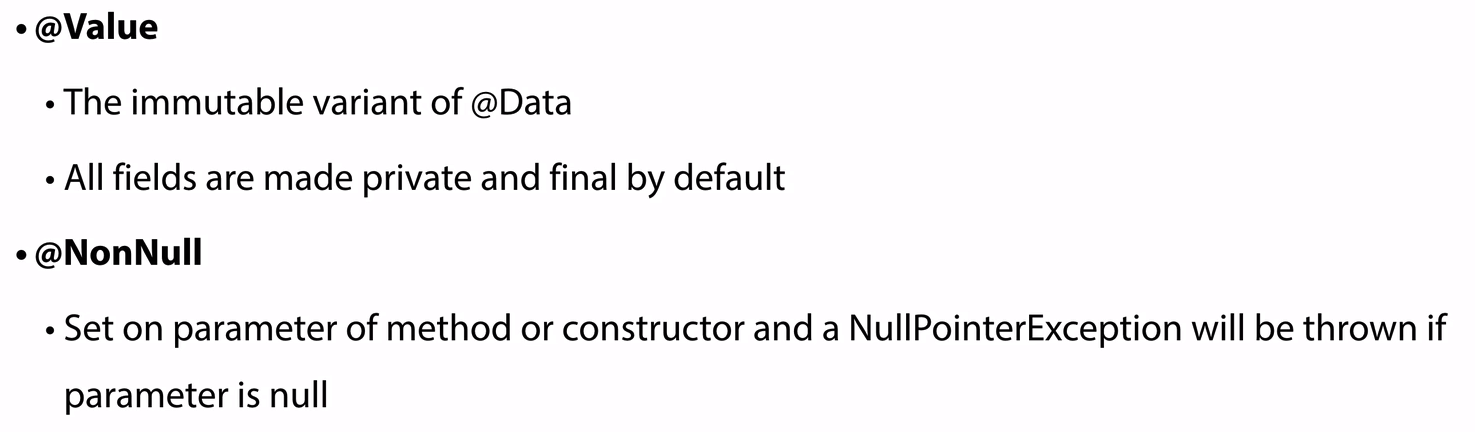 • @Value
• The immutable variant of @Data
• All fields are made private and final by default
• @NonNull
• Set on parameter of method or constructor and a NullPointerException will be thrown if
parameter is null